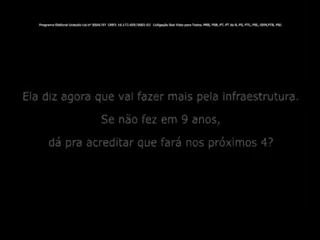 Ela diz agora que vai fazer mais pela infraestrutura.
Se não fez em 9 anos,
dá pra acreditar que fará nos próximos 4?